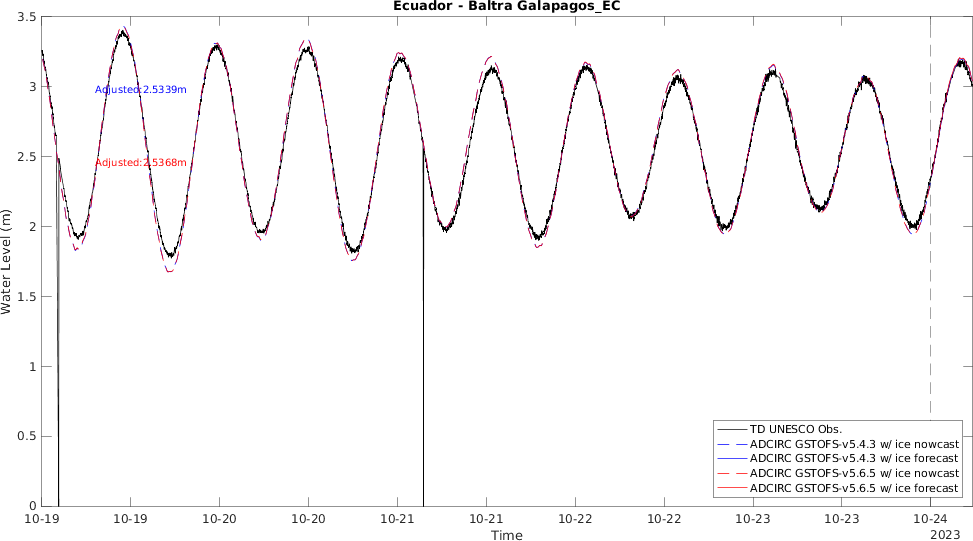 Ecuador - Baltra Galapagos_EC
3.5
3
2.5
2
1.5
1
0.5
0
Water Level (m)
Adjusted:2.5339m
Adjusted:2.5368m
TD UNESCO Obs.
ADCIRC GSTOFS-v5.4.3 w/ ice nowcast
ADCIRC GSTOFS-v5.4.3 w/ ice forecast
ADCIRC GSTOFS-v5.6.5 w/ ice nowcast
ADCIRC GSTOFS-v5.6.5 w/ ice forecast
10-19 10-19 10-20 10-20 10-21 10-21 10-22 10-22 10-23 10-23 10-24
Time
2023